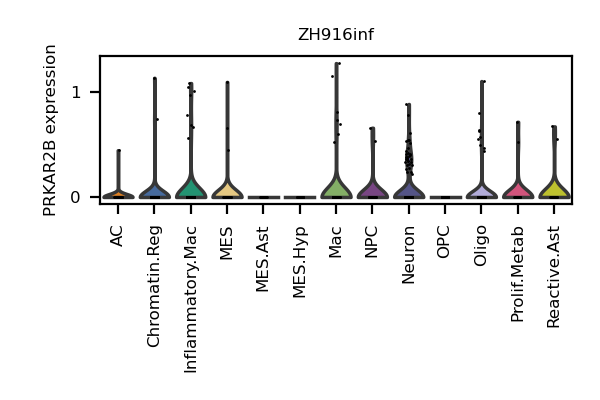 ZH916inf
PRKAR2B expression
1
0
AC
Chromatin.Reg
Inflammatory.Mac
MES
MES.Ast
MES.Hyp
Mac
NPC
Neuron
OPC
Oligo
Prolif.Metab
Reactive.Ast